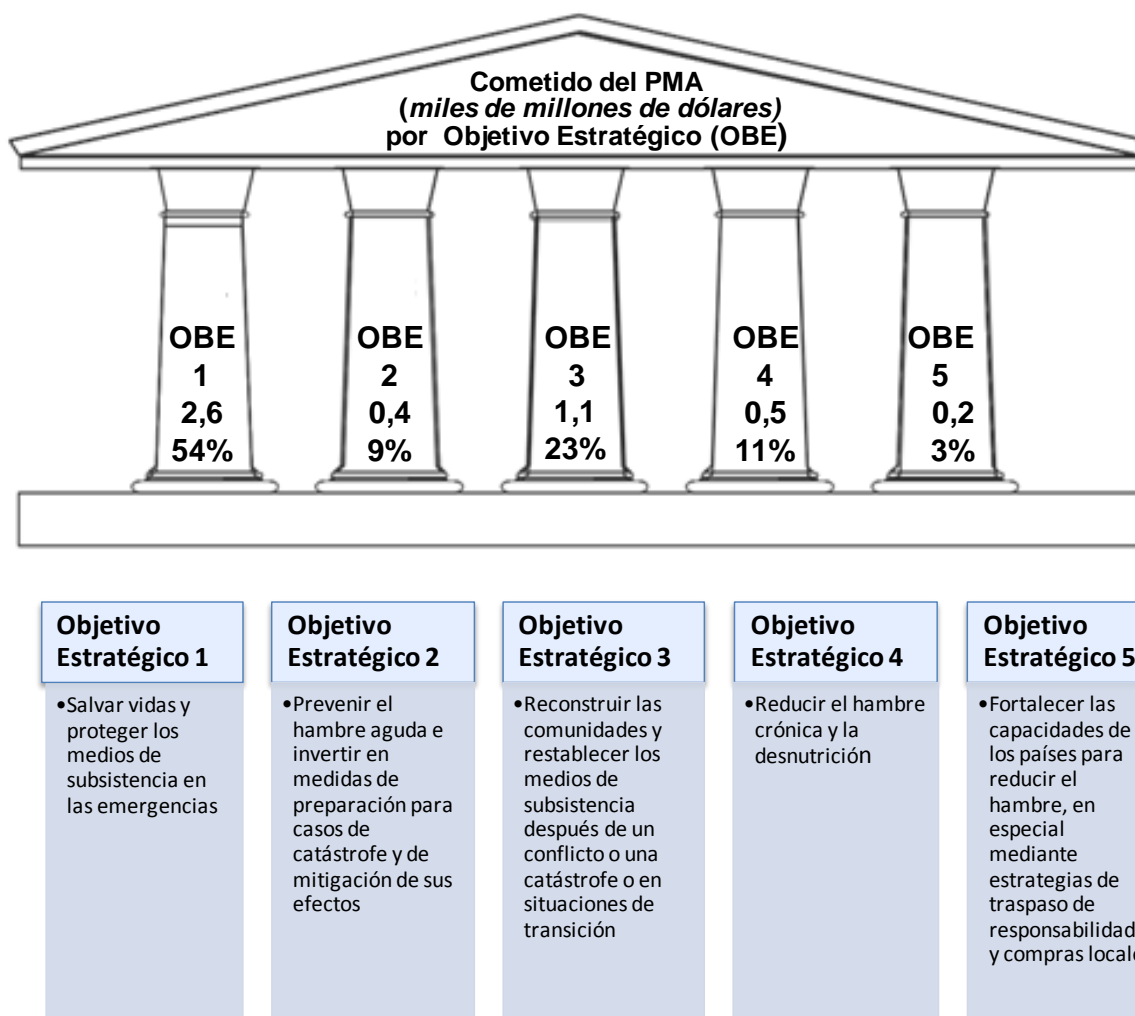 Cometido del PMA
(miles de millones de dólares)
por Objetivo Estratégico (OBE)
OBE
1
2,6
54%
OBE
2
0,4
9%
OBE
3
1,1
23%
OBE
4
0,5
11%
OBE
5
0,2
3%
Objetivo
Estratégico 1
•Salvar vidas y
proteger los
medios de
subsistencia en
las emergencias
Objetivo
Estratégico 2
•Prevenir el
hambre aguda e
invertir en
medidas de
preparación para
casos de
catástrofe y de
mitigación de sus
efectos
Objetivo
Estratégico 3
•Reconstruir las
comunidades y
restablecer los
medios de
subsistencia
después de un
conflicto o una
catástrofe o en
situaciones de
transición
Objetivo
Estratégico 4
•Reducir el hambre
crónica y la
desnutrición
Objetivo
Estratégico 5
•Fortalecer las
capacidades de
los países para
reducir el
hambre, en
especial
mediante
estrategias de
traspaso de
responsabilidad
y compras